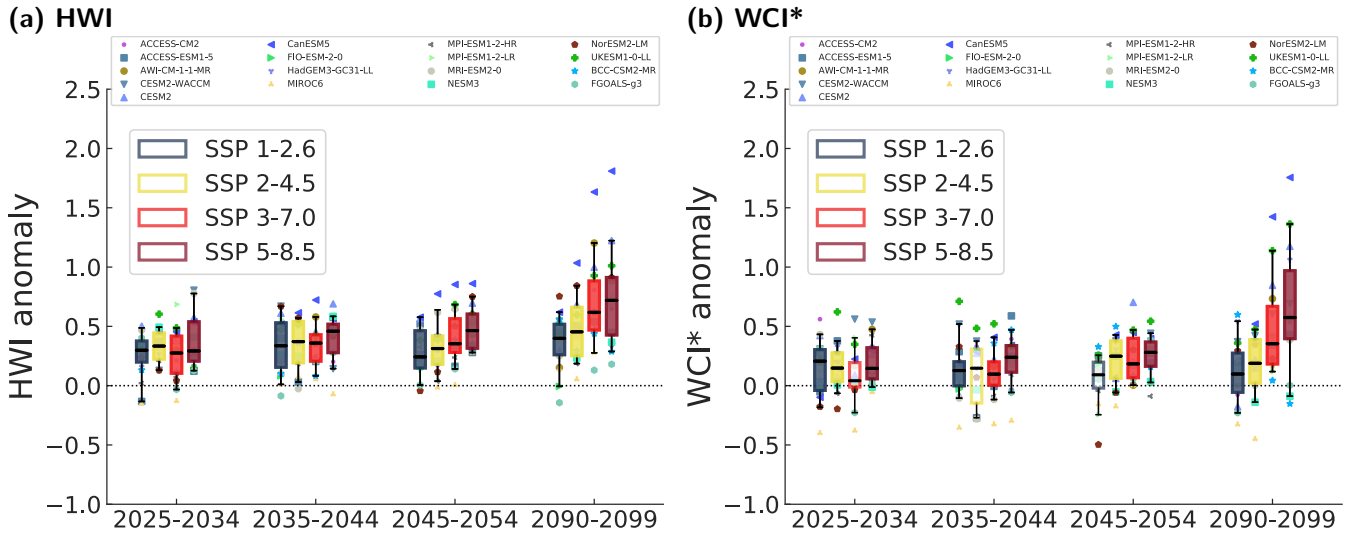 (a) HWI
ACCESS-CM2
ACCESS-ESM1-5
AWI-CM-1-1-MR
CESM2-WACCM
CESM2
CanESM5
FIO-ESM-2-0
HadGEM3-GC31-LL
MIROC6
MPI-ESM1-2-HR
MPI-ESM1-2-LR
MRI-ESM2-0
NESM3
NorESM2-LM
UKESM1-0-LL
BCC-CSM2-MR
FGOALS-g3
SSP 1-2.6
SSP 2-4.5
SSP 3-7.0
SSP 5-8.5
HWI anomaly
2.5
2.0
1.5
1.0
0.5
0.0
−0.5
−1.0
2025-2034 2035-2044 2045-2054 2090-2099
(b) WCI*
ACCESS-CM2
ACCESS-ESM1-5
AWI-CM-1-1-MR
CESM2-WACCM
CESM2
CanESM5
FIO-ESM-2-0
HadGEM3-GC31-LL
MIROC6
MPI-ESM1-2-HR
MPI-ESM1-2-LR
MRI-ESM2-0
NESM3
NorESM2-LM
UKESM1-0-LL
BCC-CSM2-MR
FGOALS-g3
SSP 1-2.6
SSP 2-4.5
SSP 3-7.0
SSP 5-8.5
WCI* anomaly
2.5
2.0
1.5
1.0
0.5
0.0
−0.5
−1.0
2025-2034 2035-2044 2045-2054 2090-2099